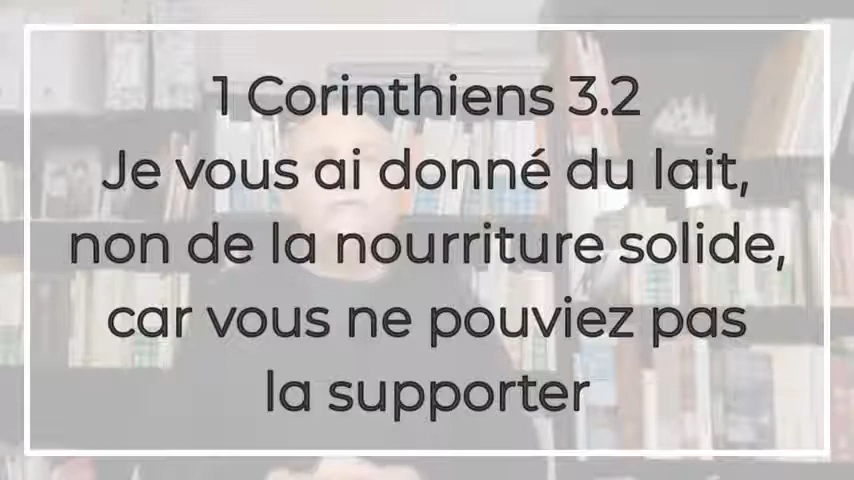 1 Corinthiens 3.2
Je vous ai donné du lait,
non de la nourriture solide,
car vous ne pouviez pas
la supporter